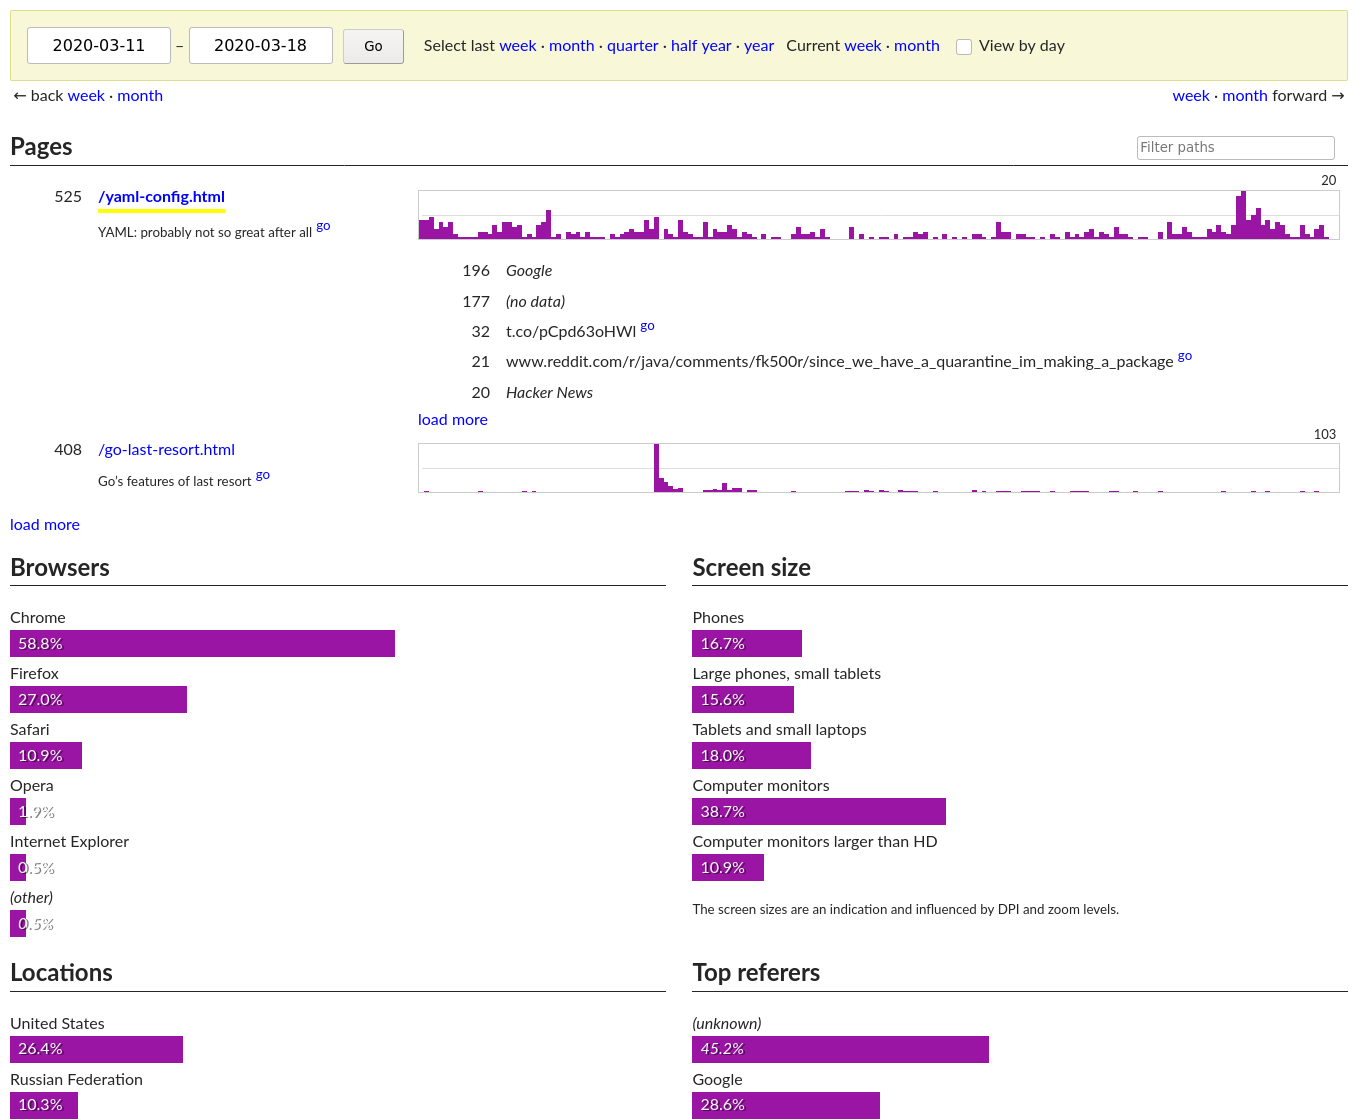 2020-03-11 – 2020-03-18 Go Select last week · month · quarter · half year · year Current week · month View by day
← back week · month
week · month forward →
Pages
Filter paths
20
525 /yaml-config.html
YAML: probably not so great after all go
196 Google
177 (no data)
32 t.co/pCpd63oHWl go
21 www.reddit.com/r/java/comments/fk500r/since_we_have_a_quarantine_im_making_a_package go
20 Hacker News
load more
103
408 /go-last-resort.html
Go's features of last resort go
load more
Browsers
Chrome
58.8%
Firefox
27.0%
Safari
10.9%
Opera
1.9%
Internet Explorer
0.5%
(other)
0.5%
Screen size
Phones
16.7%
Large phones, small tablets
15.6%
Tablets and small laptops
18.0%
Computer monitors
38.7%
Computer monitors larger than HD
10.9%
The screen sizes are an indication and influenced by DPI and zoom levels.
Locations
United States
26.4%
Russian Federation
10.3%
Top referers
(unknown)
45.2%
Google
28.6%